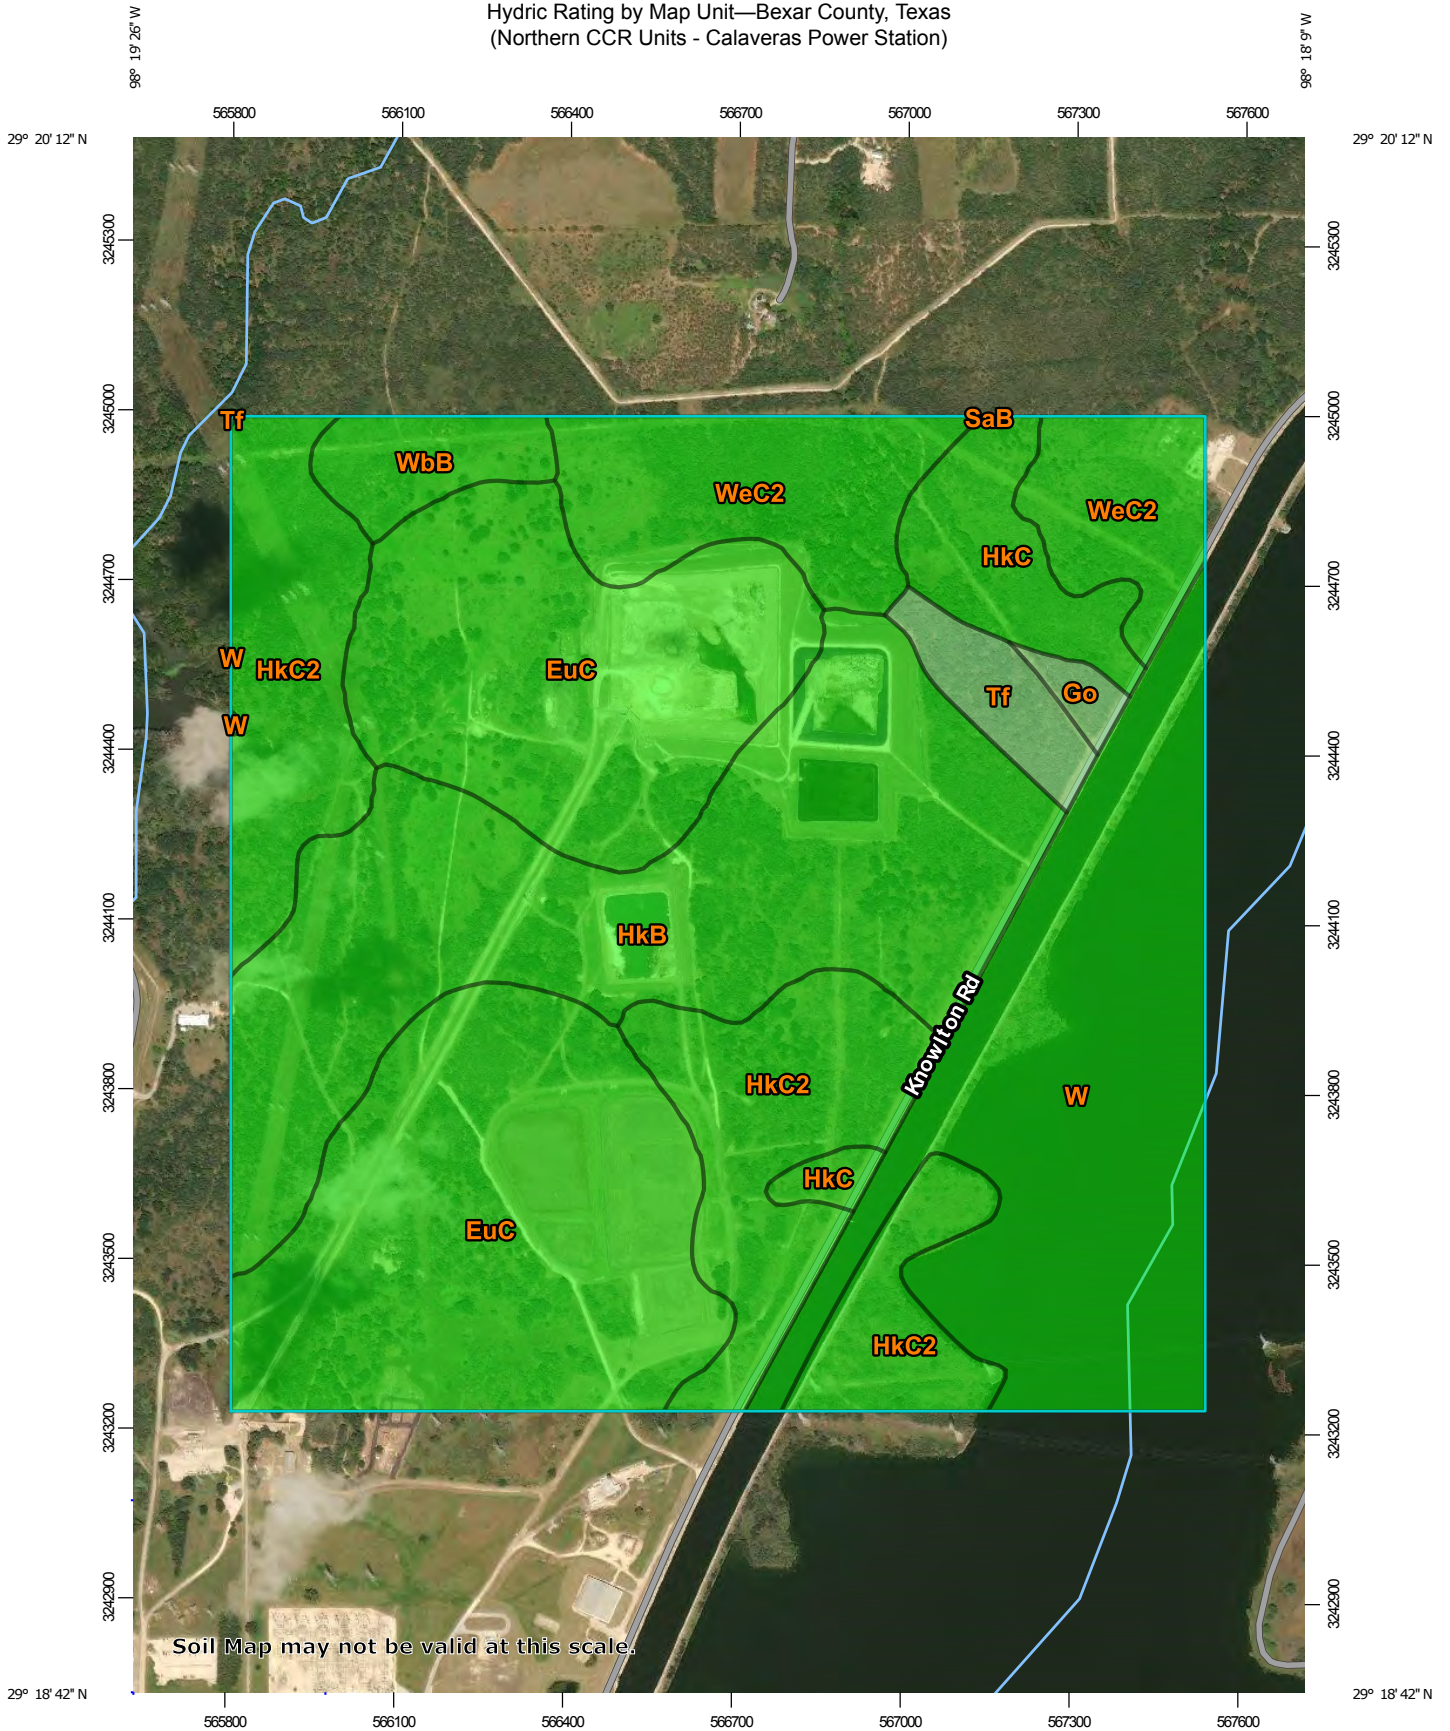 Hydric Rating by Map Unit—Bexar County, Texas
(Northern CCR Units - Calaveras Power Station)
98° 19' 26" W
98° 18' 9" W
565800 566100 566400 566700 567000 567300 567600
29° 20' 12" N
29° 20' 12" N
3245300
3245300
3245000
3245000
Tf
SaB
WbB
WeC2
WeC2
HkC
3244700
3244700
W
HkC2
EuC
Tf
Go
W
3244400
3244400
3244100
3244100
HkB
Knowlton Rd
HkC2
W
3243800
3243800
HkC
EuC
3243500
3243500
HkC2
3243200
3243200
3242900
3242900
Soil Map may not be valid at this scale.
29° 18' 42" N
29° 18' 42" N
565800 566100 566400 566700 567000 567300 567600